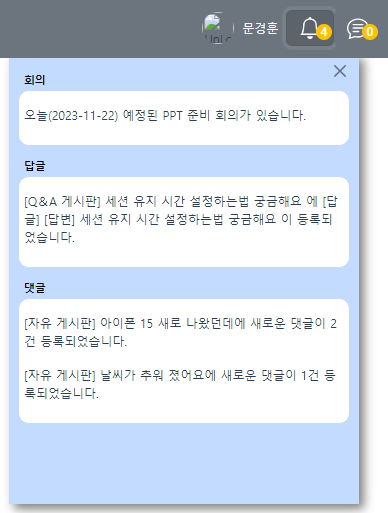 문경훈
4
0
회의
오늘(2023-11-22) 예정된 PPT 준비 회의가 있습니다.
답글
[Q&A 게시판] 세션 유지 시간 설정하는법 궁금해요 에 [답
글] [답변] 세션 유지 시간 설정하는법 궁금해요 이 등록되
었습니다.
댓글
[자유 게시판] 아이폰 15 새로 나왔던데에 새로운 댓글이 2
건 등록되었습니다.
[자유 게시판] 날씨가 추워 졌어요에 새로운 댓글이 1건 등
록되었습니다.